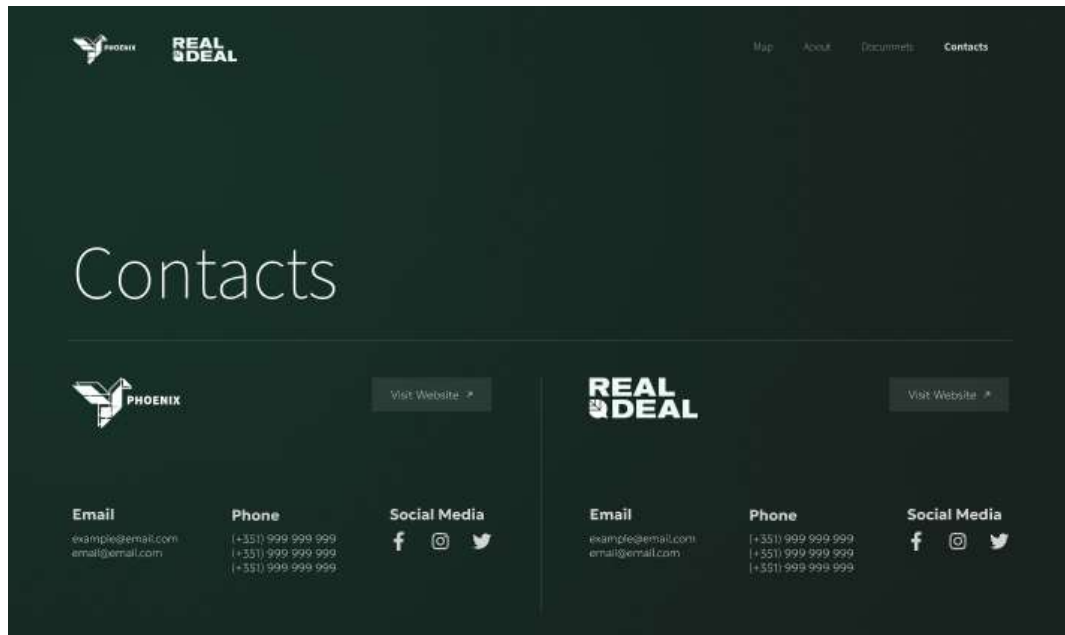 PHOENIX
REAL
DEAL
Map About Documnets Contacts
Contacts
PHOENIX
Visit Website ↗
REAL
DEAL
Visit Website ↗
Email
example@email.com
email@email.com
Phone
(+351) 999 999 999
(+351) 999 999 999
(+351) 999 999 999
Social Media
Email
example@email.com
email@email.com
Phone
(+351) 999 999 999
(+351) 999 999 999
(+351) 999 999 999
Social Media